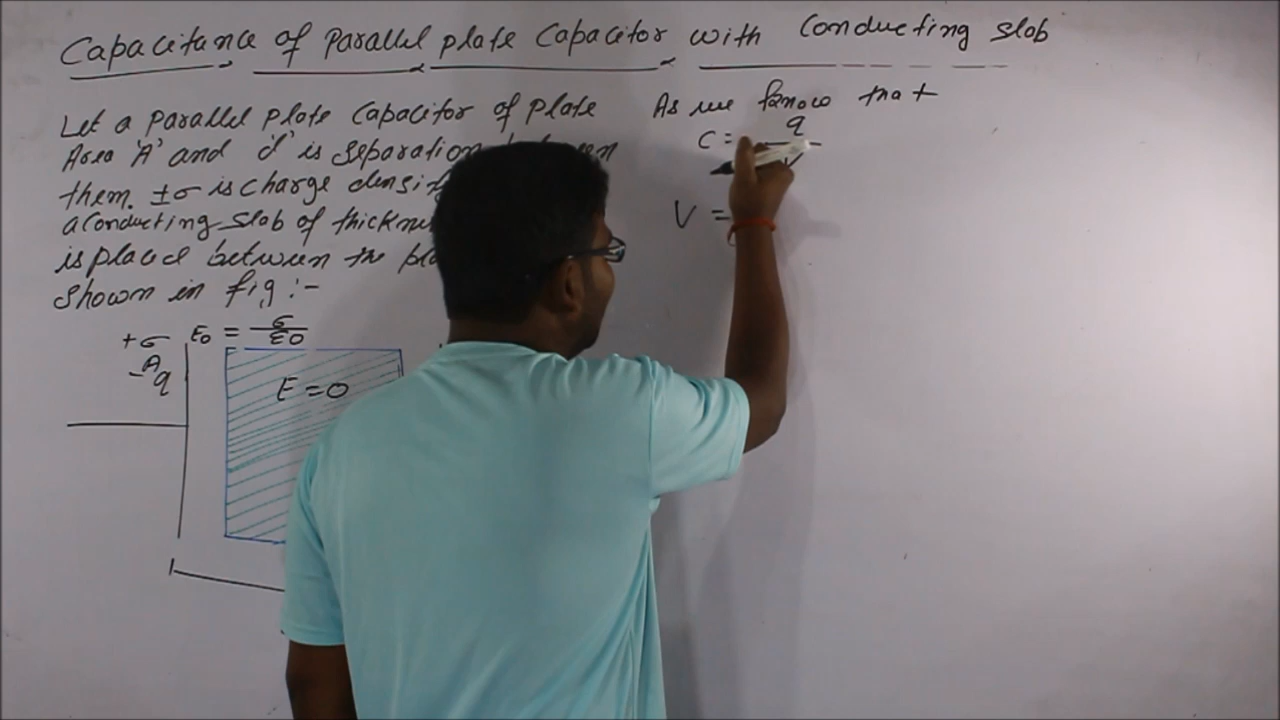 Capacitance of Parallel plate Capacitor with Conducting slab
Let a parallel plate Capacitor of plate
Area 'A' and 'd' is separation
them. ±σ is charge
a Conducting slab of
is placed between the
shown in fig :-
+σ E₀ = σ/ε₀
A
q
E = 0
As we know that
C = q/V
V =